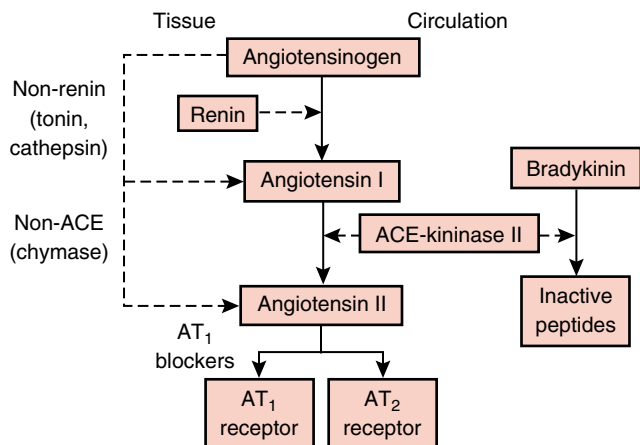 Tissue
Circulation
Angiotensinogen
Non-renin
(tonin,
cathepsin)
Renin
Angiotensin I
Bradykinin
Non-ACE
(chymase)
ACE-kininase II
Angiotensin II
Inactive
peptides
AT₁
blockers
AT₁
receptor
AT₂
receptor